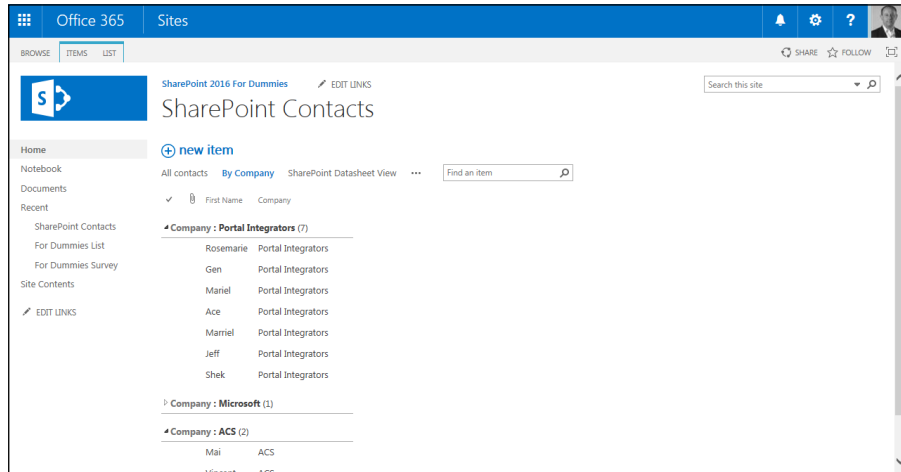 Office 365 Sites ?
BROWSE ITEMS LIST SHARE FOLLOW
S
SharePoint 2016 For Dummies EDIT LINKS
Search this site
SharePoint Contacts
Home
Notebook
Documents
Recent
SharePoint Contacts
For Dummies List
For Dummies Survey
Site Contents
EDIT LINKS
new item
All contacts By Company SharePoint Datasheet View ••• Find an item
First Name Company
Company : Portal Integrators (7)
Rosemarie Portal Integrators
Gen Portal Integrators
Mariel Portal Integrators
Ace Portal Integrators
Marriel Portal Integrators
Jeff Portal Integrators
Shek Portal Integrators
Company : Microsoft (1)
Company : ACS (2)
Mai ACS